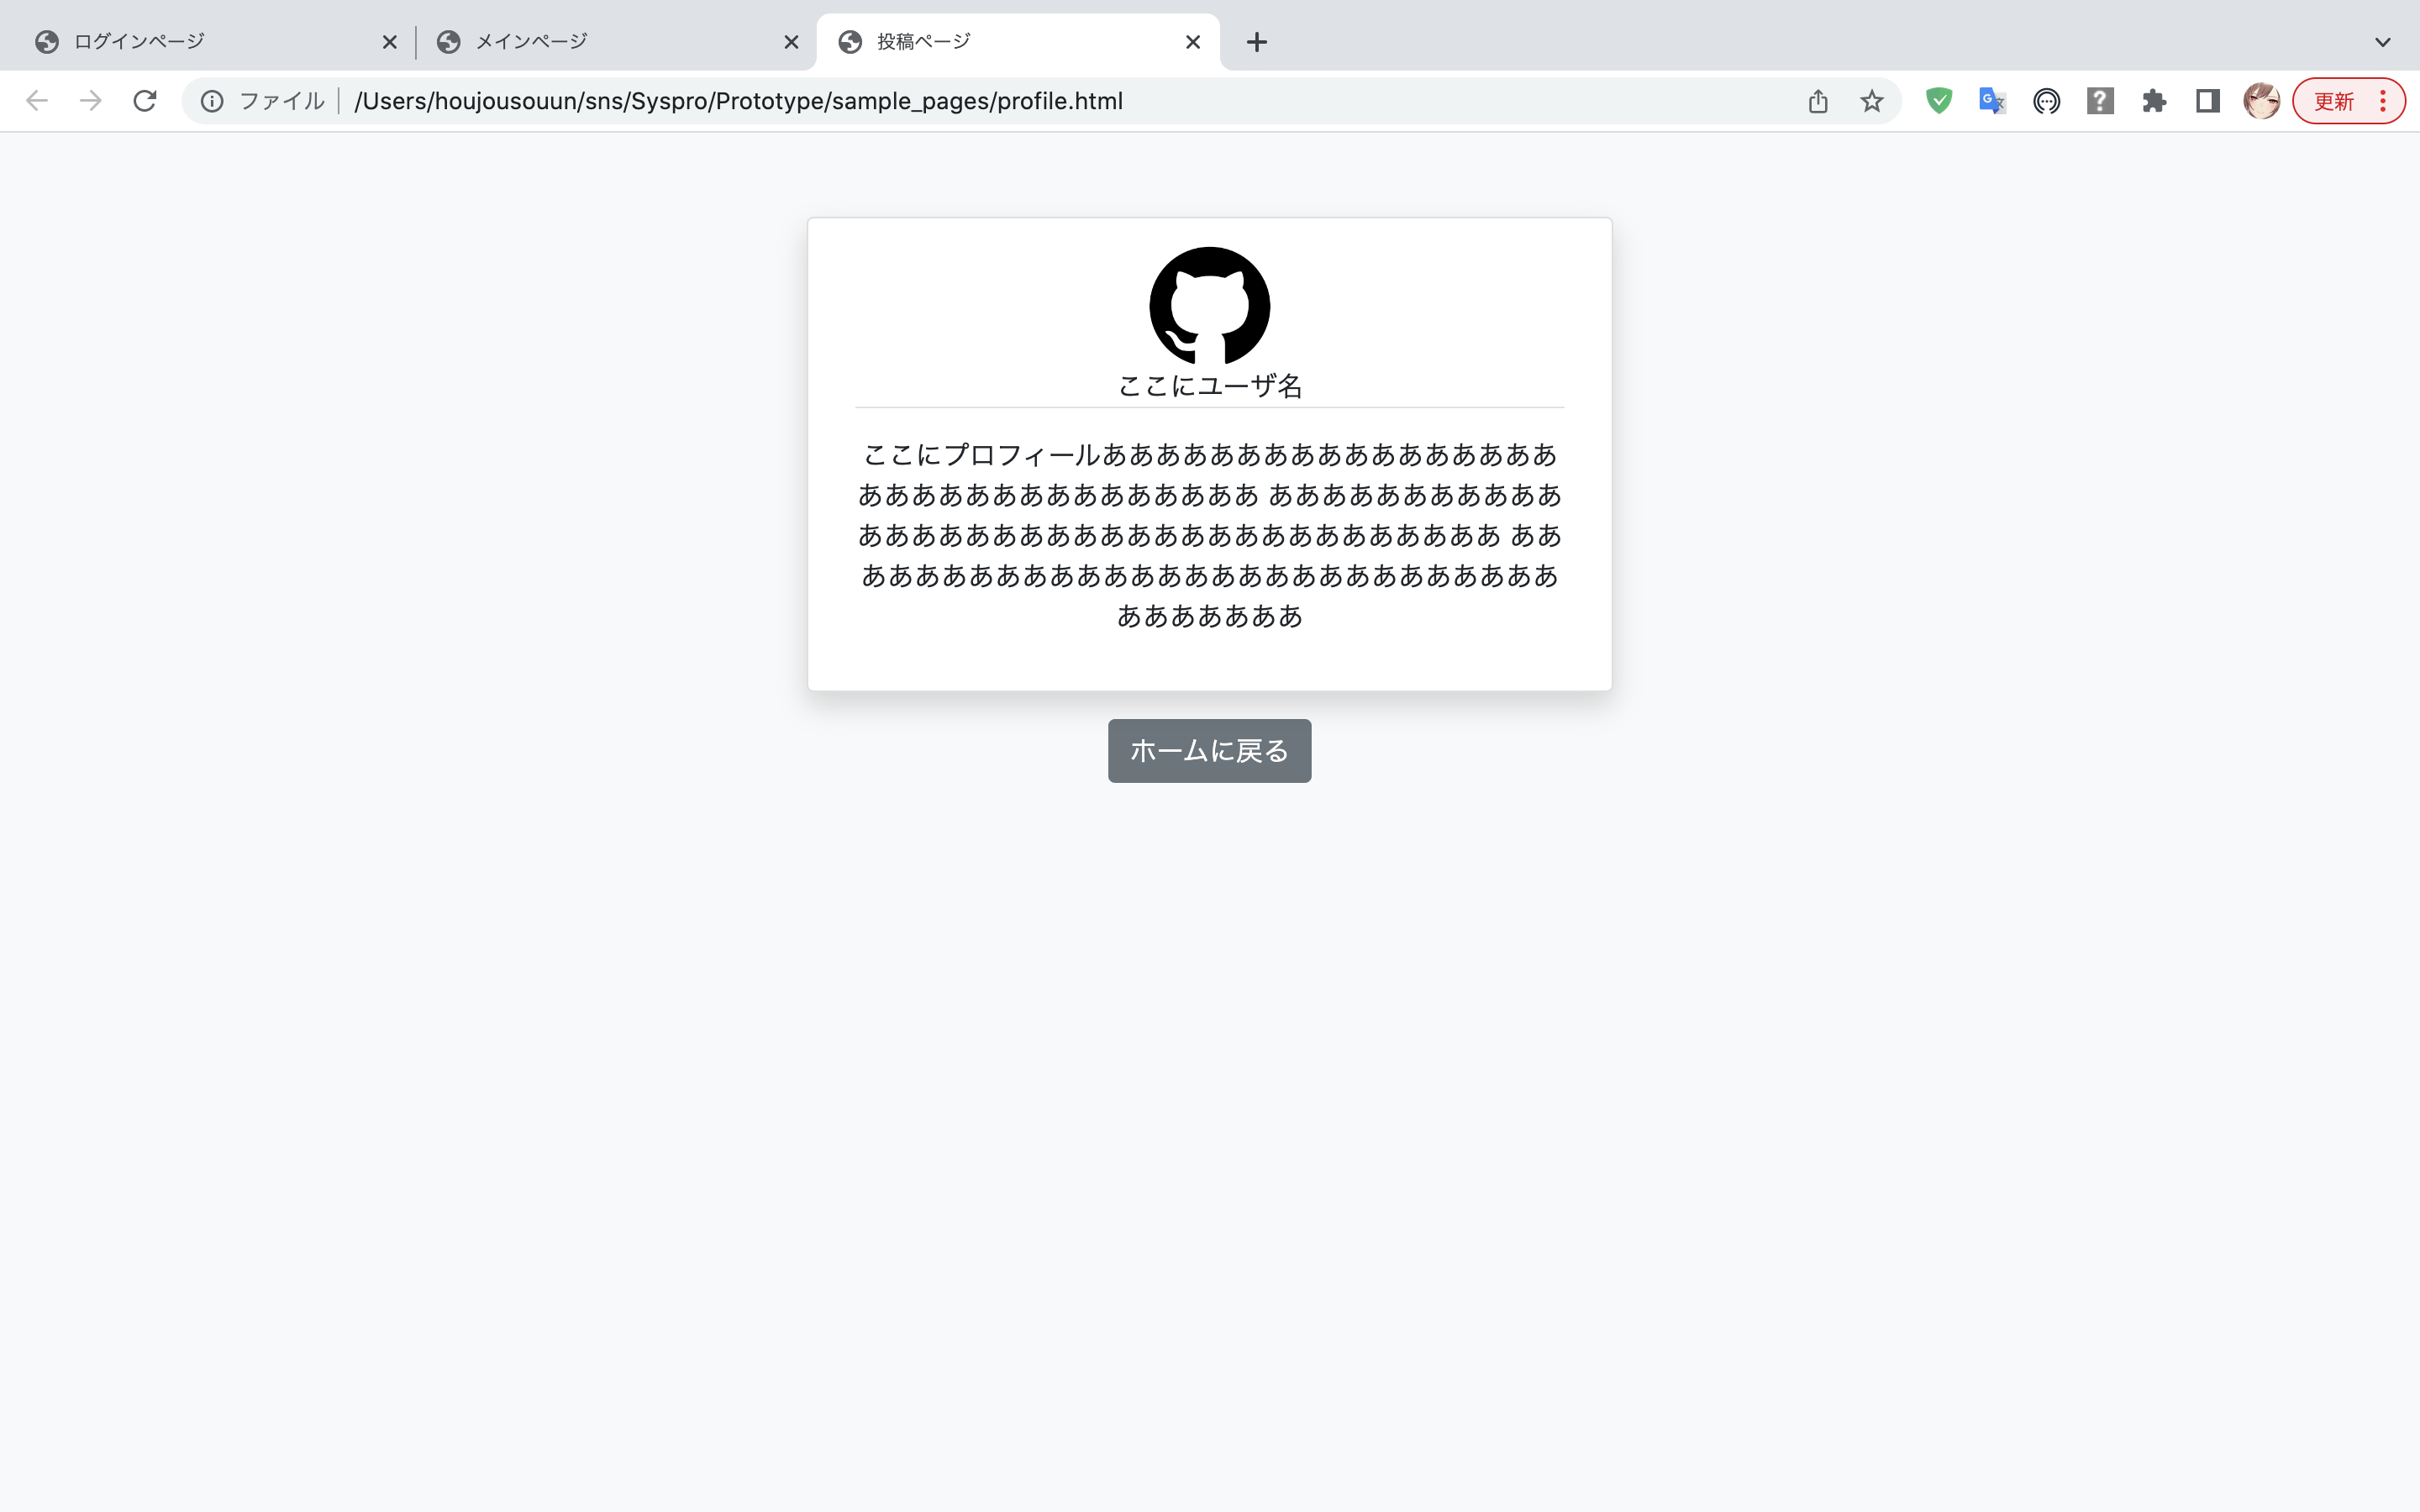 ログインページ
メインページ
投稿ページ
ファイル
/Users/houjousouun/sns/Syspro/Prototype/sample_pages/profile.html
更新
ここにユーザ名
ここにプロフィールあああああああああああああああああ
あああああああああああああああ あああああああああああ
ああああああああああああああああああああああああ ああ
ああああああああああああああああああああああああああ
あああああああ
ホームに戻る